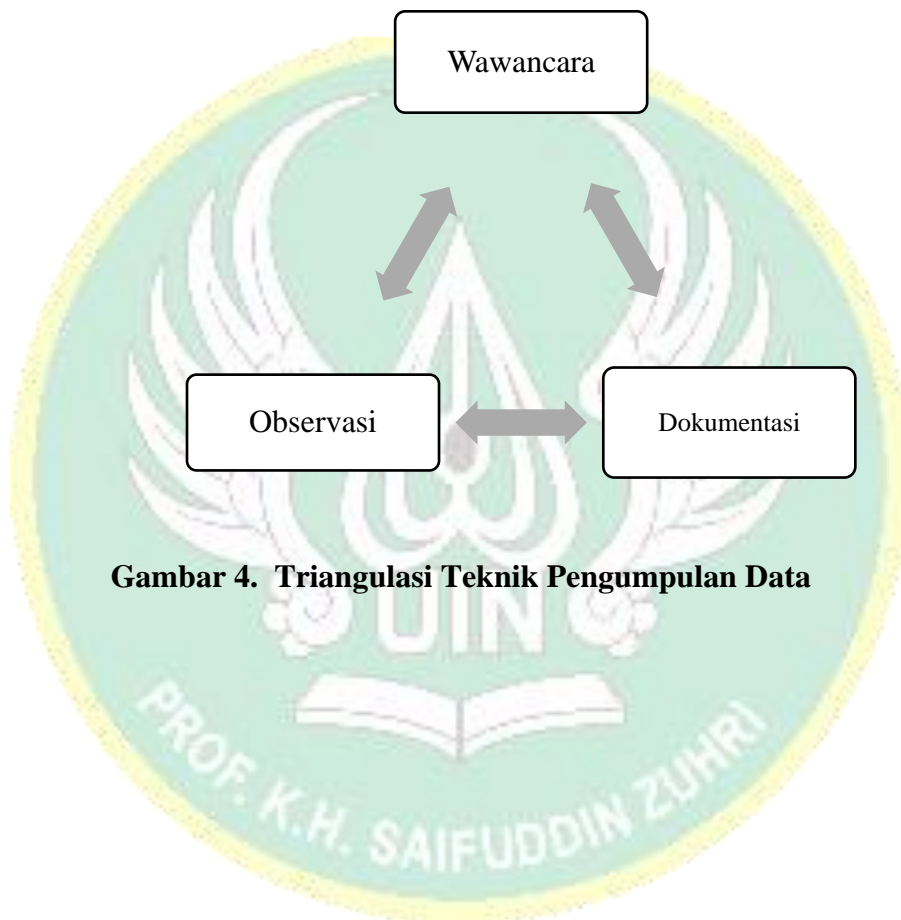 Wawancara
Observasi
Dokumentasi
Gambar 4. Triangulasi Teknik Pengumpulan Data
UIN
PROF. K.H. SAIFUDDIN ZUHRI